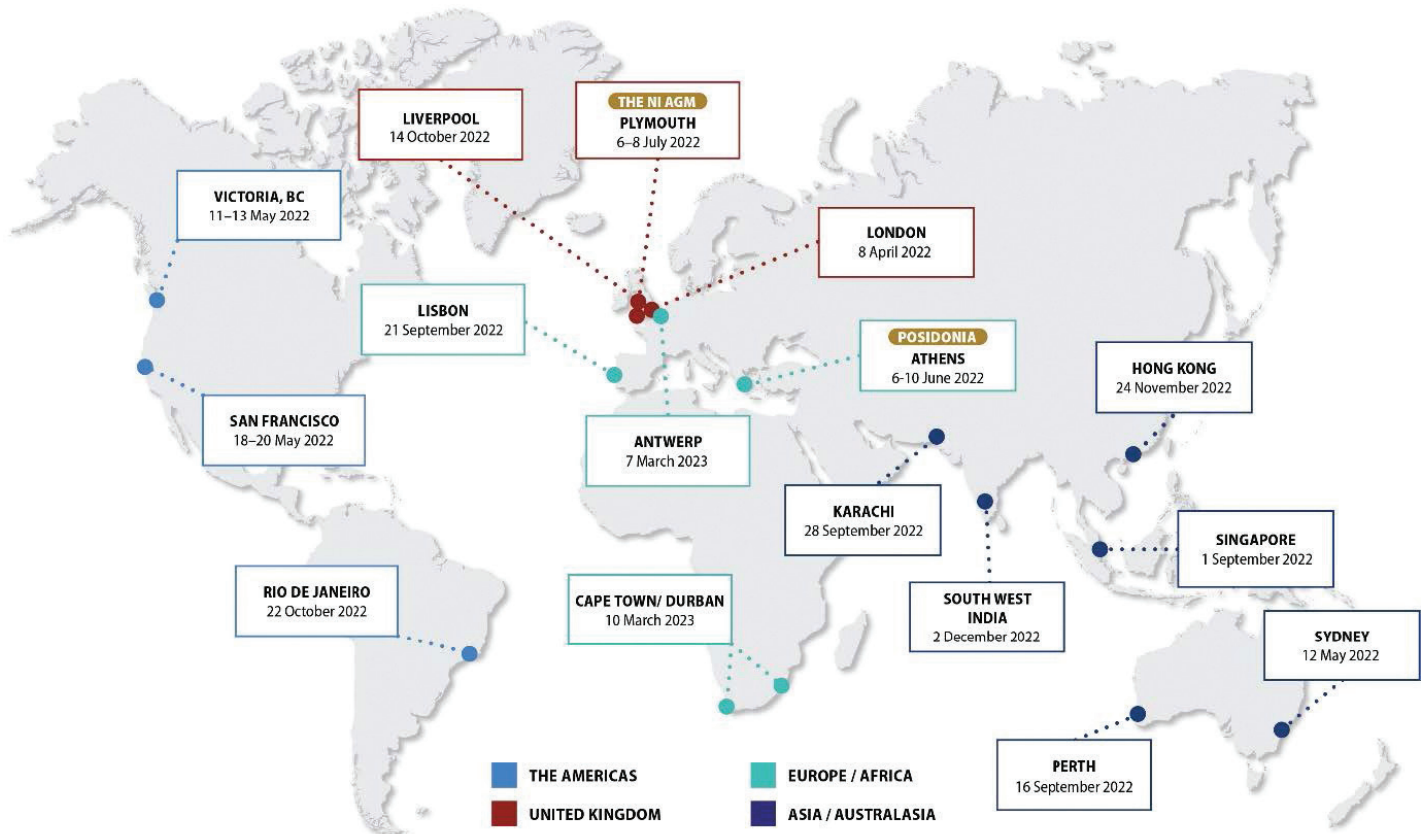 LIVERPOOL
14 October 2022
THE NI AGM
PLYMOUTH
6–8 July 2022
VICTORIA, BC
11–13 May 2022
LONDON
8 April 2022
LISBON
21 September 2022
POSIDONIA
ATHENS
6-10 June 2022
HONG KONG
24 November 2022
SAN FRANCISCO
18–20 May 2022
ANTWERP
7 March 2023
KARACHI
28 September 2022
SINGAPORE
1 September 2022
RIO DE JANEIRO
22 October 2022
CAPE TOWN/ DURBAN
10 March 2023
SOUTH WEST
INDIA
2 December 2022
SYDNEY
12 May 2022
PERTH
16 September 2022
THE AMERICAS
UNITED KINGDOM
EUROPE / AFRICA
ASIA / AUSTRALASIA